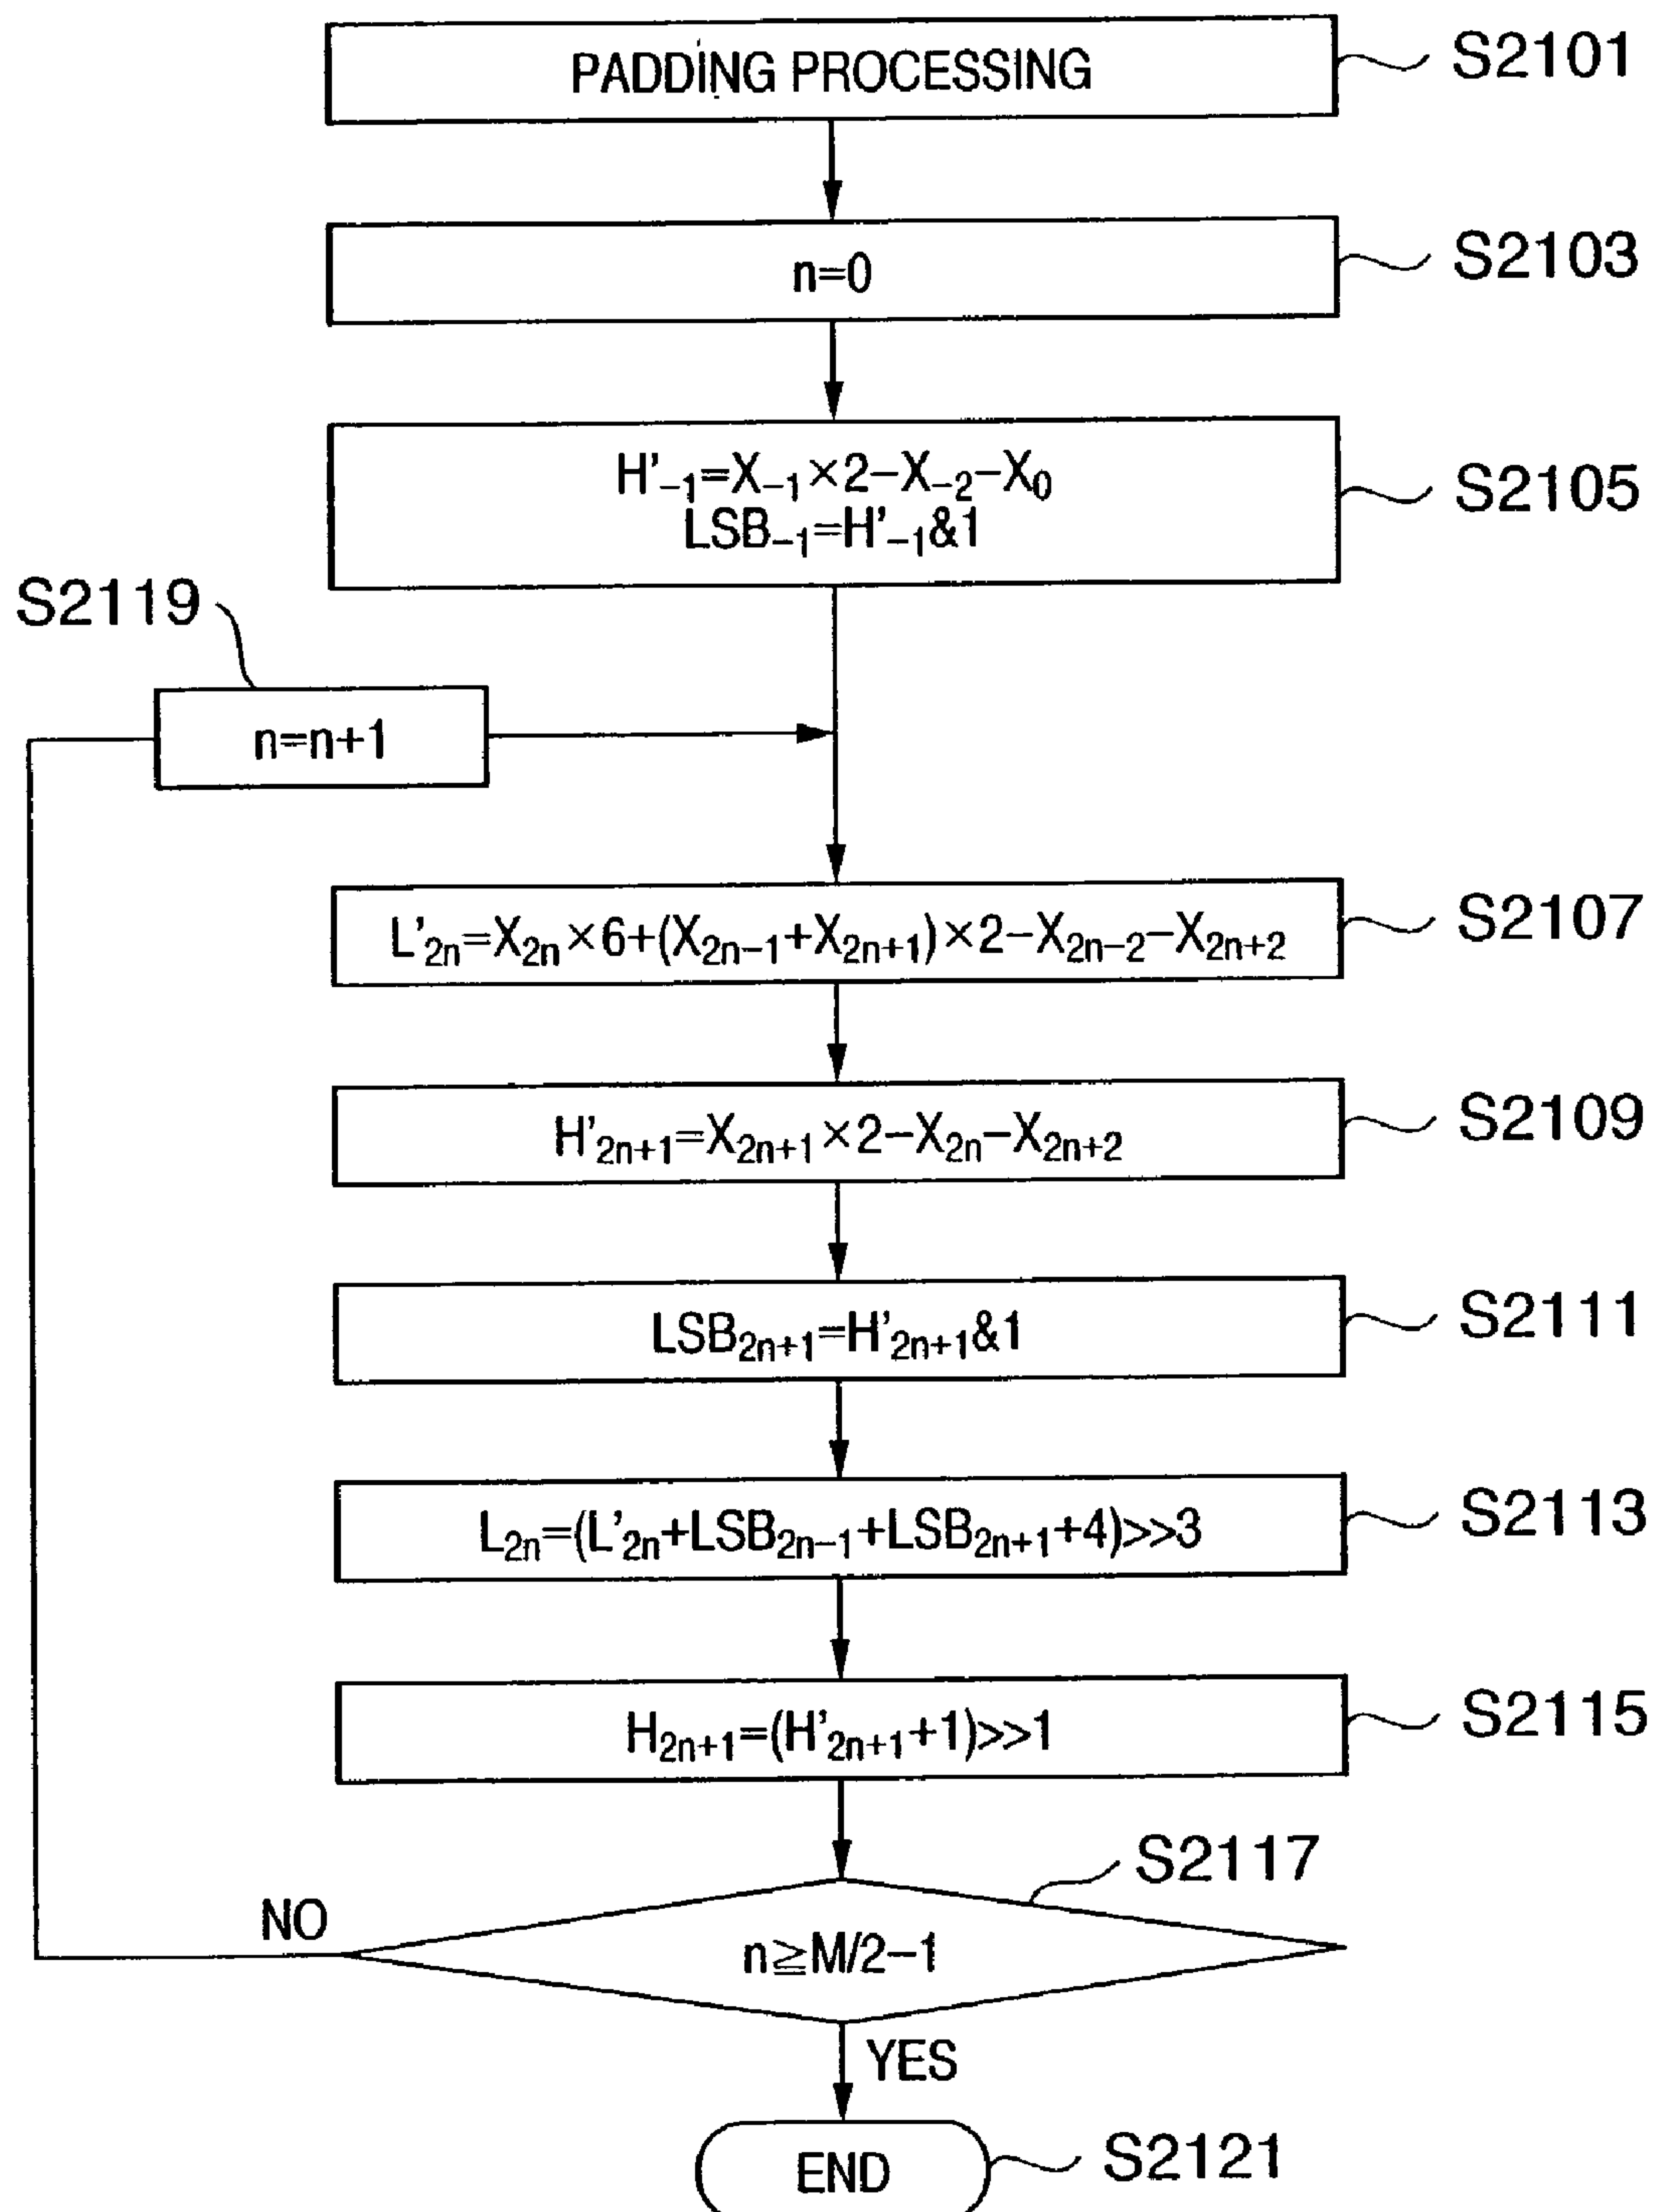 PADDING PROCESSING
S2101
n=0
S2103
H'₋₁=X₋₁×2−X₋₂−X₀
LSB₋₁=H'₋₁&1
S2105
S2119
n=n+1
L'₂ₙ=X₂ₙ×6+(X₂ₙ₋₁+X₂ₙ₊₁)×2−X₂ₙ₋₂−X₂ₙ₊₂
S2107
H'₂ₙ₊₁=X₂ₙ₊₁×2−X₂ₙ−X₂ₙ₊₂
S2109
LSB₂ₙ₊₁=H'₂ₙ₊₁&1
S2111
L₂ₙ=(L'₂ₙ+LSB₂ₙ₋₁+LSB₂ₙ₊₁+4)>>3
S2113
H₂ₙ₊₁=(H'₂ₙ₊₁+1)>>1
S2115
S2117
NO
n≧M/2−1
YES
END
S2121